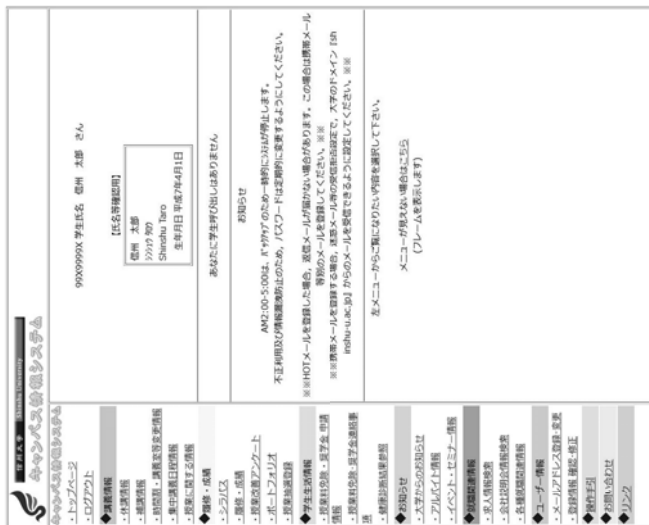 信州大学 Shinshu University
キャンパス情報システム
キャンパス情報システム
・トップページ
・ログアウト
◆講義情報
・休講情報
・補講情報
・時間割・講義室等変更情報
・集中講義日程情報
・授業に関する情報
◆履修・成績
・シラバス
・履修・成績
・授業改善アンケート
・ポートフォリオ
・授業抽選登録
◆学生生活情報
・授業料免除・奨学金 申請
情報
・授業料免除・奨学金連絡事
項
・健康診断結果参照
◆お知らせ
・大学からのお知らせ
・アルバイト情報
・イベント・セミナー情報
◆就職関連情報
・求人情報検索
・会社説明会情報検索
・各種就職関連情報
◆ユーザー情報
・メールアドレス登録・変更
・登録情報 確認・修正
◆操作手引
◆お問い合わせ
◆リンク
99X9999X 学生氏名 信州 太郎 さん
【氏名等確認用】
信州 太郎
シンシュウ タロウ
Shinshu Taro
生年月日 平成7年4月1日
あなたに学生呼び出しはありません
お知らせ
AM2:00-5:00は、バックアップのため一時的にシステムが停止します。
不正利用及び情報漏洩防止のため，パスワードは定期的に変更するようにしてください。
※※HOTメールを登録した場合，返信メールが届かない場合があります。この場合は携帯メール
等別のメールを登録してください。※※
※※携帯メールを登録する場合，迷惑メール等の受信拒否設定で，大学のドメイン『sh
inshu-u.ac.jp』からのメールを受信できるように設定してください。※※
左メニューからご覧になりたい内容を選択して下さい。
メニューが見えない場合はこちら
(フレームを表示します)